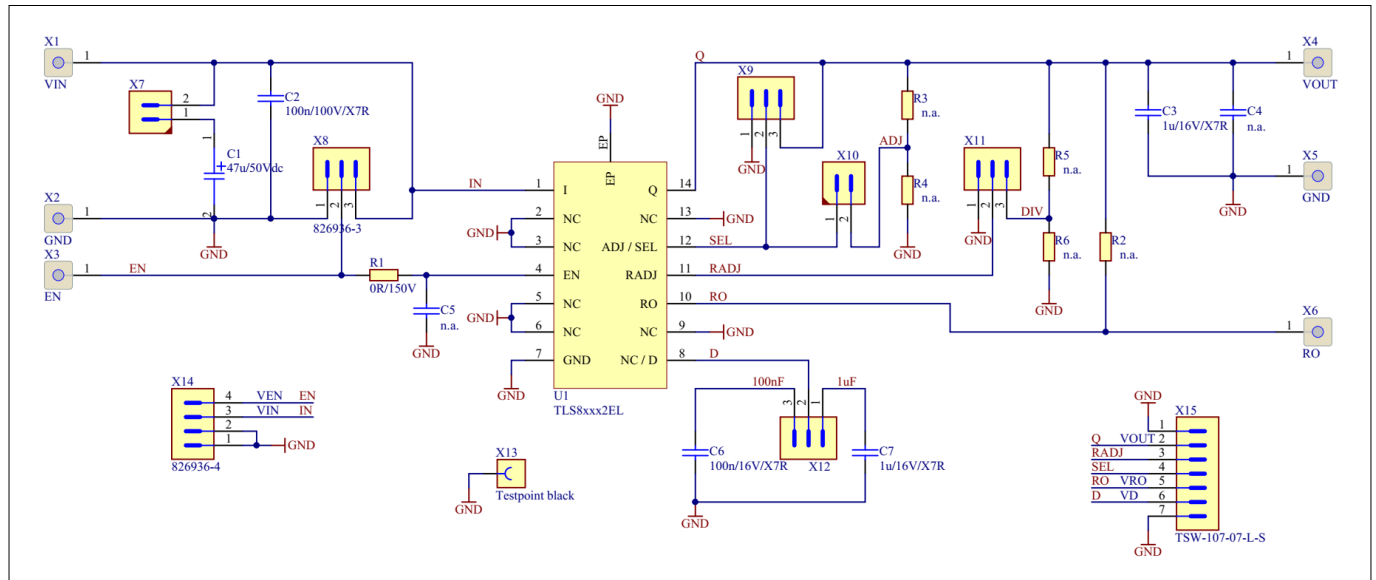 X1
1
VIN
X7
2
1
1
C1
+
47u/50Vdc
2
C2
100n/100V/X7R
X8
1
2
3
826936-3
X2
1
GND
GND
X3
1
EN
EN
R1
0R/150V
C5
n.a.
GND
IN
GND
EP
EP
1
I
2
NC
GND
3
NC
4
EN
5
NC
GND
6
NC
7
GND
GND
Q
14
Q
NC
13
GND
ADJ / SEL
12
SEL
RADJ
11
RADJ
RO
10
RO
NC
9
GND
NC / D
8
D
U1
TLS8xxx2EL
X9
1
2
3
GND
X10
1
2
ADJ
R3
n.a.
R4
n.a.
GND
X11
1
2
3
GND
DIV
R5
n.a.
R6
n.a.
GND
R2
n.a.
C3
1u/16V/X7R
C4
n.a.
GND
X4
1
VOUT
X5
1
GND
X6
1
RO
100nF
1uF
3
2
1
X12
C6
100n/16V/X7R
C7
1u/16V/X7R
GND
X14
4 VEN EN
3 VIN IN
2
1
GND
826936-4
X13
Testpoint black
GND
GND
X15
1
Q VOUT 2
RADJ 3
SEL 4
RO VRO 5
D VD 6
7
GND
TSW-107-07-L-S